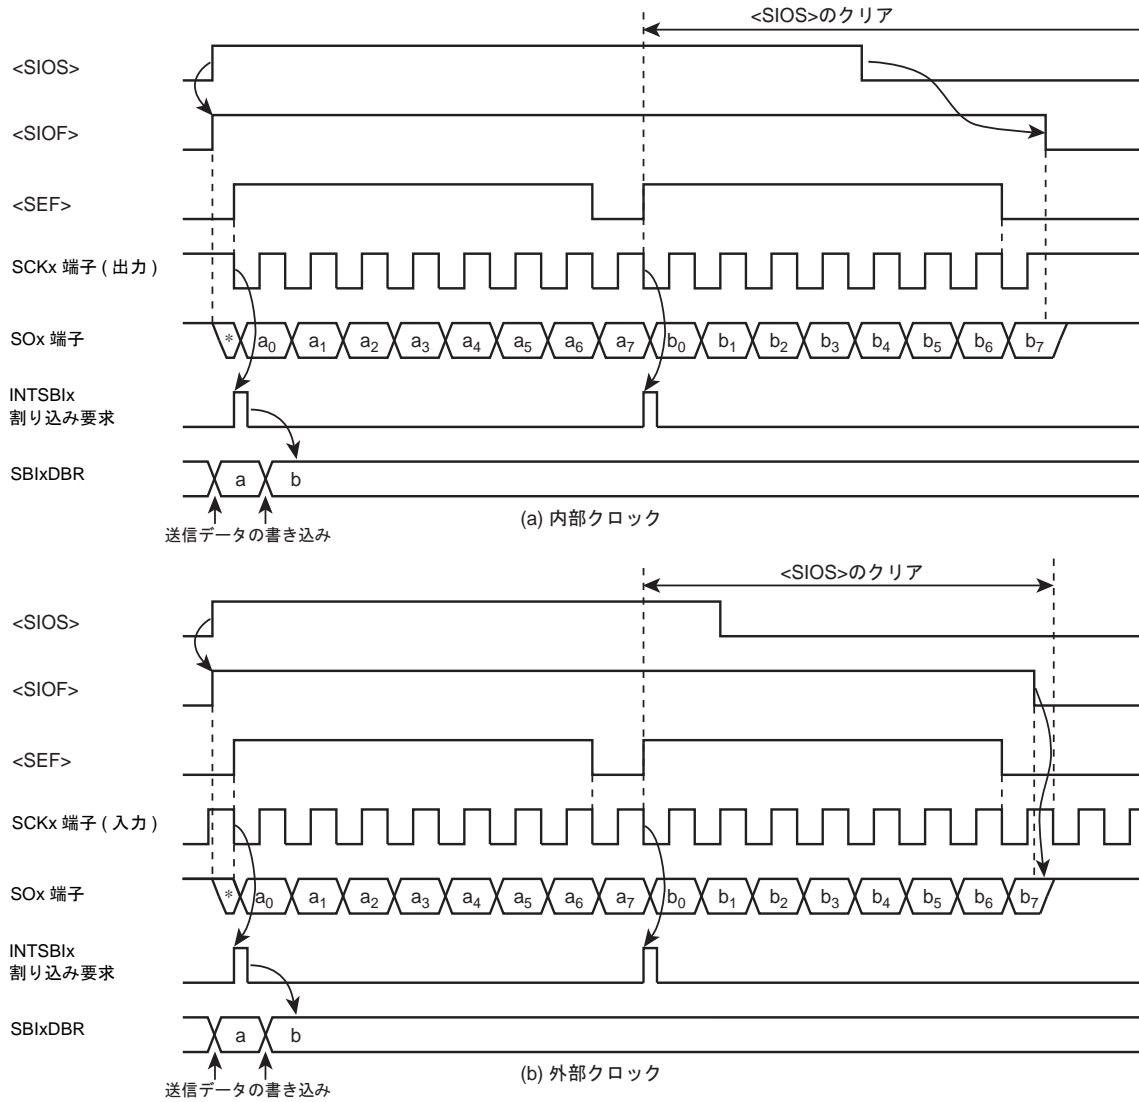 <SIOS>のクリア
<SIOS>
<SIOF>
<SEF>
SCKx 端子 ( 出力 )
SOx 端子
* a0 a1 a2 a3 a4 a5 a6 a7 b0 b1 b2 b3 b4 b5 b6 b7
INTSBIx
割り込み要求
SBIxDBR
a b
送信データの書き込み
(a) 内部クロック
<SIOS>のクリア
<SIOS>
<SIOF>
<SEF>
SCKx 端子 ( 入力 )
SOx 端子
* a0 a1 a2 a3 a4 a5 a6 a7 b0 b1 b2 b3 b4 b5 b6 b7
INTSBIx
割り込み要求
SBIxDBR
a b
送信データの書き込み
(b) 外部クロック